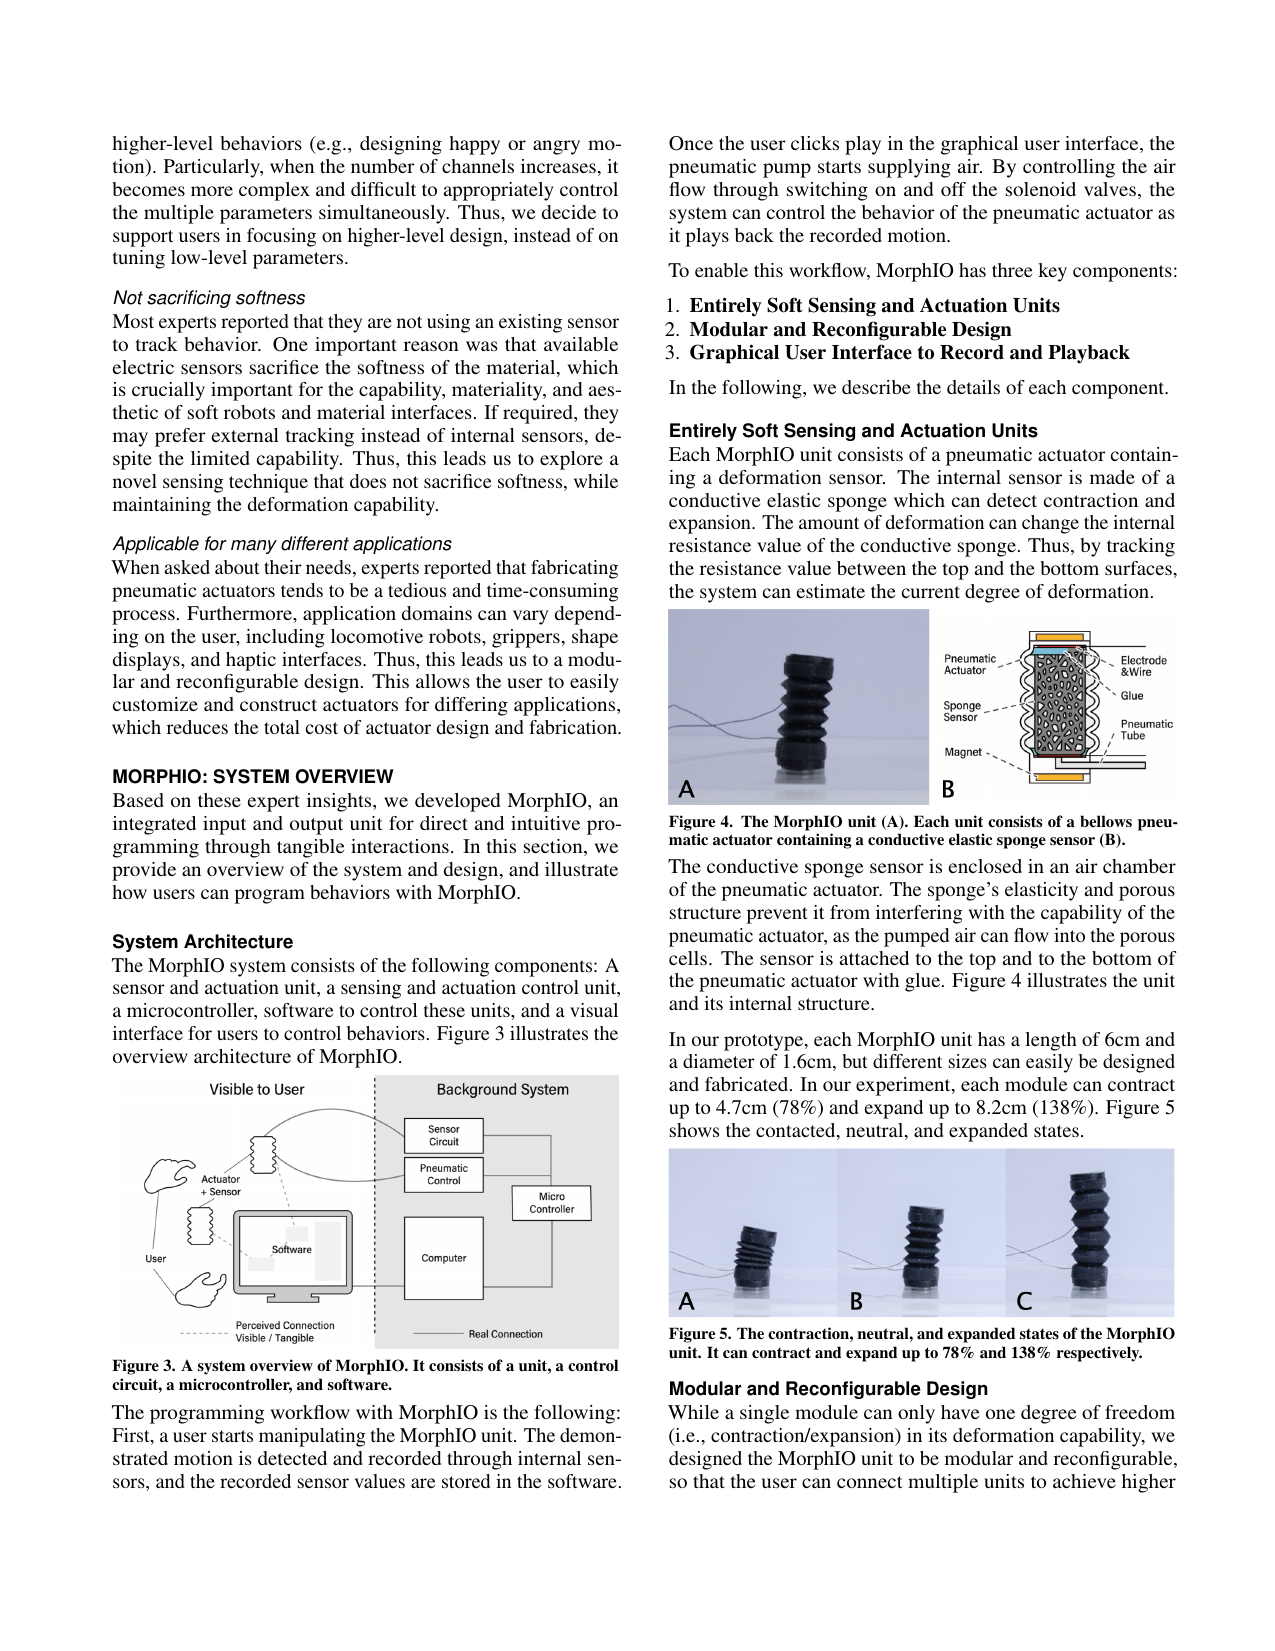 higher-level behaviors (e.g., designing happy or angry mo-
tion). Particularly, when the number of channels increases, it
becomes more complex and difficult to appropriately control
the multiple parameters simultaneously. Thus, we decide to
support users in focusing on higher-level design, instead of on
tuning low-level parameters.
Not sacrificing softness
Most experts reported that they are not using an existing sensor
to track behavior. One important reason was that available
electric sensors sacrifice the softness of the material, which
is crucially important for the capability, materiality, and aes-
thetic of soft robots and material interfaces. If required, they
may prefer external tracking instead of internal sensors, de-
spite the limited capability. Thus, this leads us to explore a
novel sensing technique that does not sacrifice softness, while
maintaining the deformation capability.
Applicable for many different applications
When asked about their needs, experts reported that fabricating
pneumatic actuators tends to be a tedious and time-consuming
process. Furthermore, application domains can vary depend-
ing on the user, including locomotive robots, grippers, shape
displays, and haptic interfaces. Thus, this leads us to a modu-
lar and reconfigurable design. This allows the user to easily
customize and construct actuators for differing applications,
which reduces the total cost of actuator design and fabrication.
MORPHIO: SYSTEM OVERVIEW
Based on these expert insights, we developed MorphIO, an
integrated input and output unit for direct and intuitive pro-
gramming through tangible interactions. In this section, we
provide an overview of the system and design, and illustrate
how users can program behaviors with MorphIO.
System Architecture
The MorphIO system consists of the following components: A
sensor and actuation unit, a sensing and actuation control unit,
a microcontroller, software to control these units, and a visual
interface for users to control behaviors. Figure 3 illustrates the
overview architecture of MorphIO.
Visible to User
Background System
Sensor
Circuit
Pneumatic
Control
Actuator
+ Sensor
Micro
Controller
Software
User
Computer
Perceived Connection
Visible / Tangible
Real Connection
Figure 3. A system overview of MorphIO. It consists of a unit, a control
circuit, a microcontroller, and software.
The programming workflow with MorphIO is the following:
First, a user starts manipulating the MorphIO unit. The demon-
strated motion is detected and recorded through internal sen-
sors, and the recorded sensor values are stored in the software.
Once the user clicks play in the graphical user interface, the
pneumatic pump starts supplying air. By controlling the air
flow through switching on and off the solenoid valves, the
system can control the behavior of the pneumatic actuator as
it plays back the recorded motion.
To enable this workflow, MorphIO has three key components:
1. Entirely Soft Sensing and Actuation Units
2. Modular and Reconfigurable Design
3. Graphical User Interface to Record and Playback
In the following, we describe the details of each component.
Entirely Soft Sensing and Actuation Units
Each MorphIO unit consists of a pneumatic actuator contain-
ing a deformation sensor. The internal sensor is made of a
conductive elastic sponge which can detect contraction and
expansion. The amount of deformation can change the internal
resistance value of the conductive sponge. Thus, by tracking
the resistance value between the top and the bottom surfaces,
the system can estimate the current degree of deformation.
A
Pneumatic
Actuator
Sponge
Sensor
Magnet
Electrode
&Wire
Glue
Pneumatic
Tube
B
Figure 4. The MorphIO unit (A). Each unit consists of a bellows pneu-
matic actuator containing a conductive elastic sponge sensor (B).
The conductive sponge sensor is enclosed in an air chamber
of the pneumatic actuator. The sponge's elasticity and porous
structure prevent it from interfering with the capability of the
pneumatic actuator, as the pumped air can flow into the porous
cells. The sensor is attached to the top and to the bottom of
the pneumatic actuator with glue. Figure 4 illustrates the unit
and its internal structure.
In our prototype, each MorphIO unit has a length of 6cm and
a diameter of 1.6cm, but different sizes can easily be designed
and fabricated. In our experiment, each module can contract
up to 4.7cm (78%) and expand up to 8.2cm (138%). Figure 5
shows the contacted, neutral, and expanded states.
A
B
C
Figure 5. The contraction, neutral, and expanded states of the MorphIO
unit. It can contract and expand up to 78% and 138% respectively.
Modular and Reconfigurable Design
While a single module can only have one degree of freedom
(i.e., contraction/expansion) in its deformation capability, we
designed the MorphIO unit to be modular and reconfigurable,
so that the user can connect multiple units to achieve higher